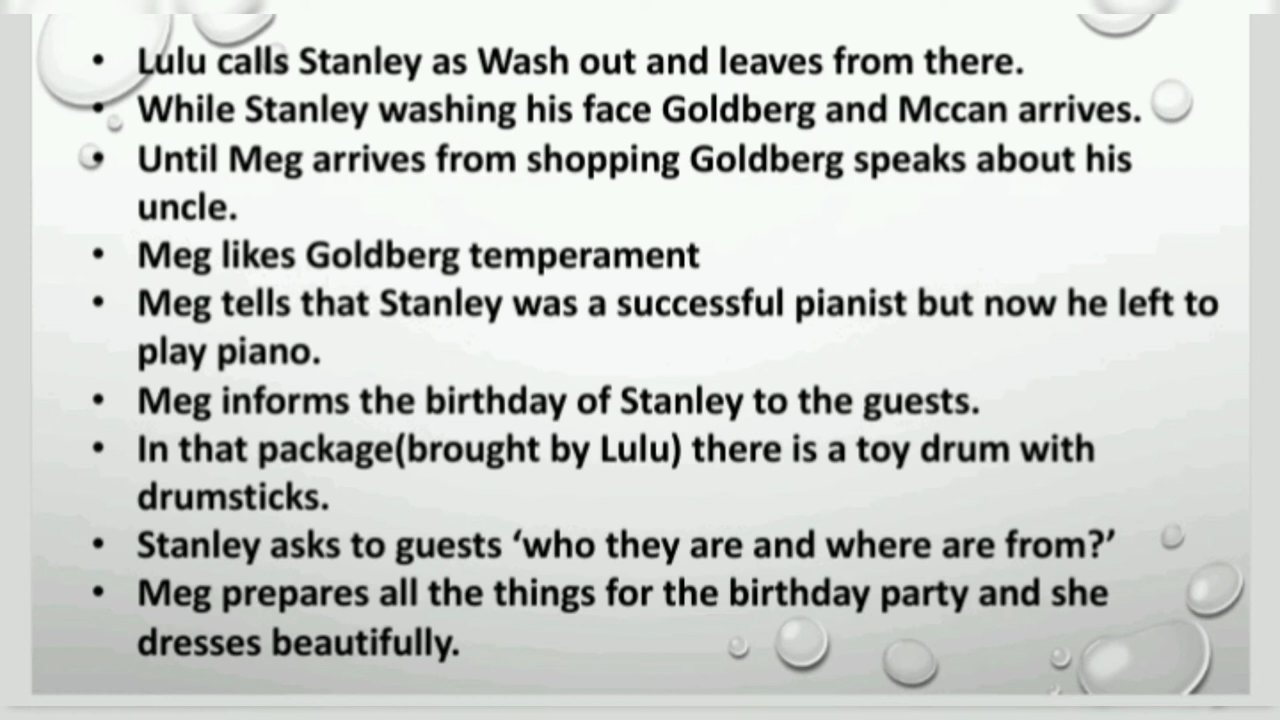 • Lulu calls Stanley as Wash out and leaves from there.
• While Stanley washing his face Goldberg and Mccan arrives.
• Until Meg arrives from shopping Goldberg speaks about his
uncle.
• Meg likes Goldberg temperament
• Meg tells that Stanley was a successful pianist but now he left to
play piano.
• Meg informs the birthday of Stanley to the guests.
• In that package(brought by Lulu) there is a toy drum with
drumsticks.
• Stanley asks to guests ‘who they are and where are from?’
• Meg prepares all the things for the birthday party and she
dresses beautifully.